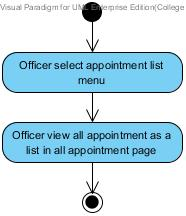 Visual Paradigm for UML Enterprise Edition(College
Officer select appointment list
menu
Officer view all appointment as a
list in all appointment page